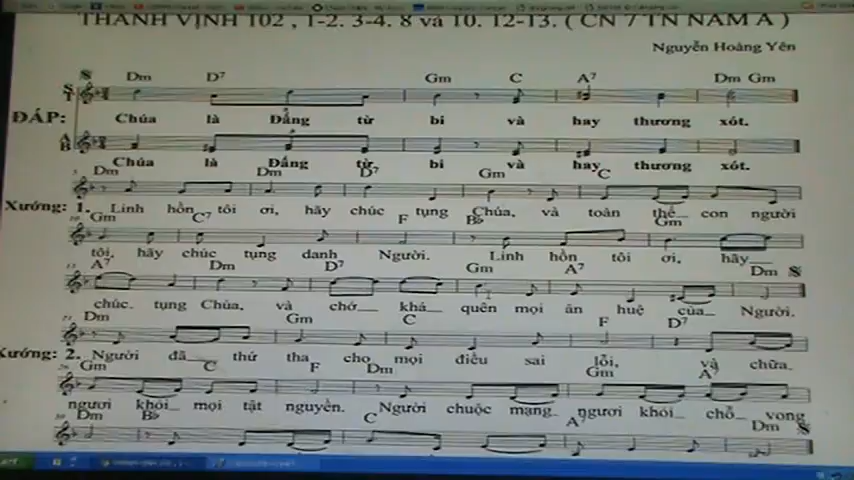 THÁNH VỊNH 102 , 1-2. 3-4. 8 và 10. 12-13. ( CN 7 TN NĂM A )
Nguyễn Hoàng Yên
Dm D7 Gm C A7 Dm Gm
ĐÁP: Chúa là Đấng từ bi và hay thương xót.
Chúa là Đấng từ bi và hay thương xót.
Dm Dm D7 Gm C
Xướng: 1. Linh hồn tôi ơi, hãy chúc tụng Chúa, và toàn thể con người
Gm C7 F Bb Gm
tôi, hãy chúc tụng danh Người. Linh hồn tôi ơi, hãy
A7 Dm D7 Gm A7 Dm
chúc tụng Chúa, và chớ khá quên mọi ân huệ của Người.
Dm Gm C F D7
Xướng: 2. Người đã thứ tha cho mọi điều sai lỗi, và chữa
Gm C F Dm Gm A7
ngươi khỏi mọi tật nguyền. Người chuộc mạng ngươi khỏi chỗ vong
Dm Bb C A7 Dm